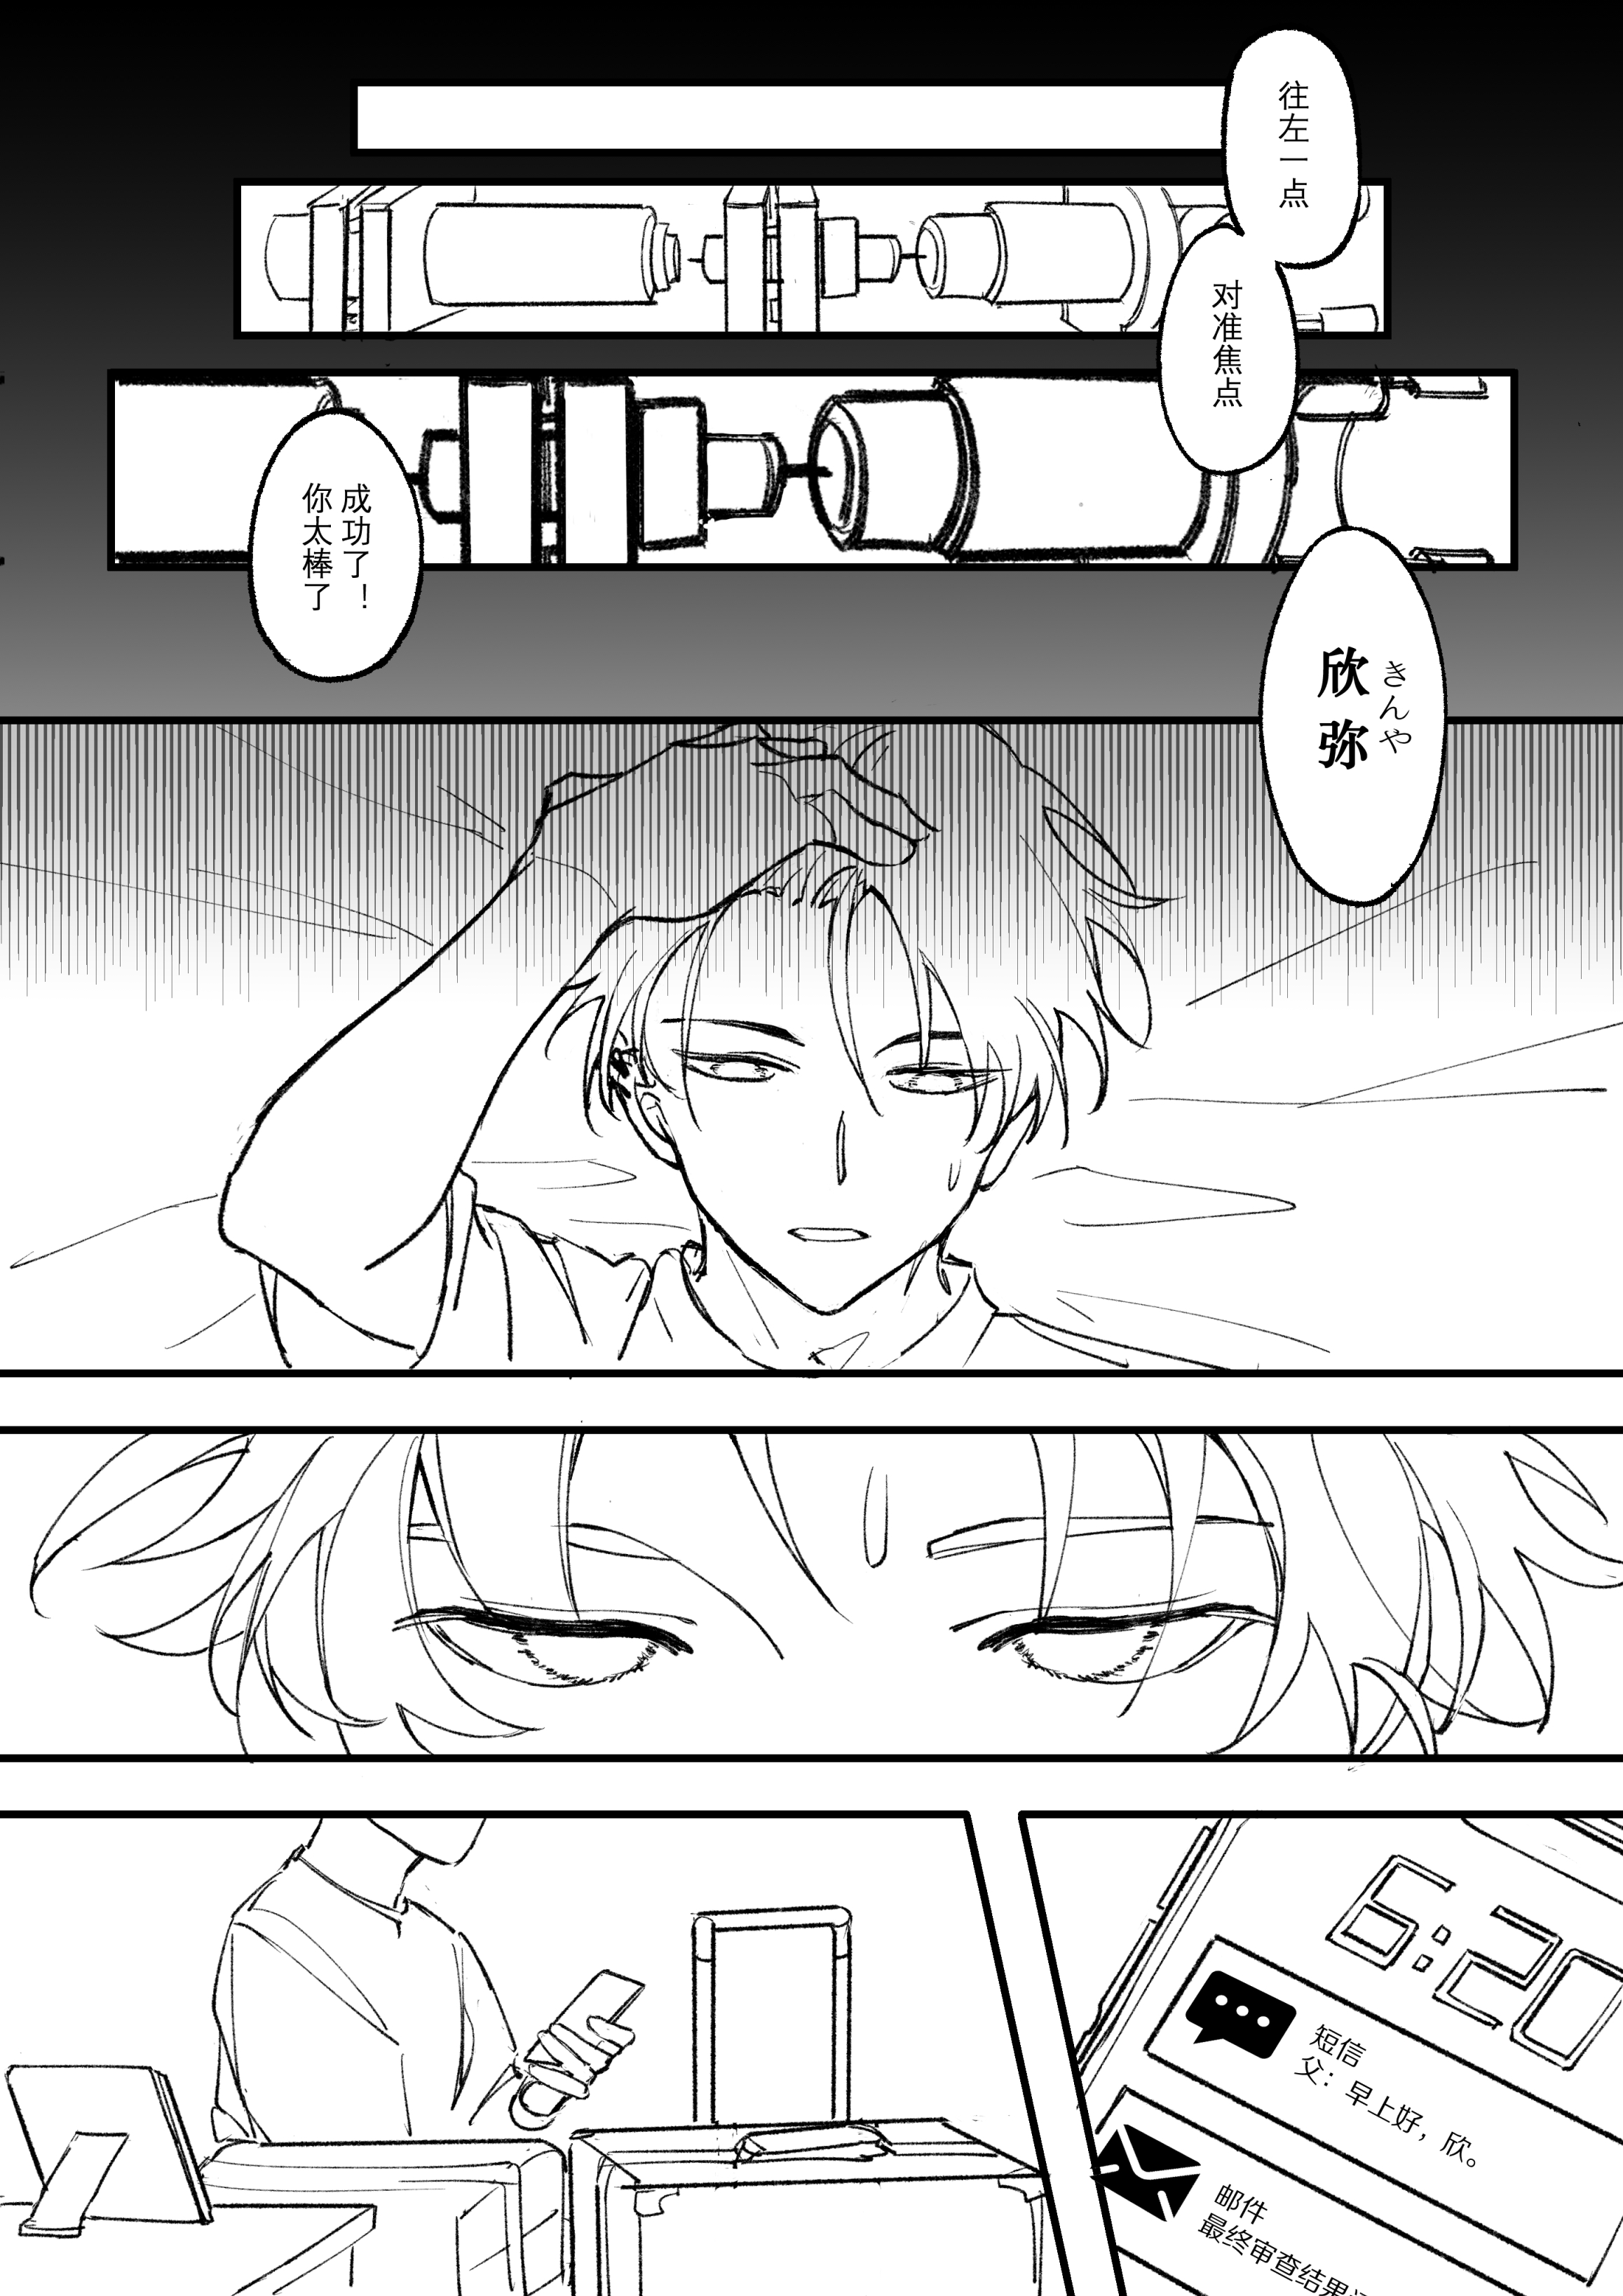 往左一点
对准焦点
成功了！
你太棒了
きんや
欣弥
6:20
短信
父：早上好，欣。
邮件
最终审查结果